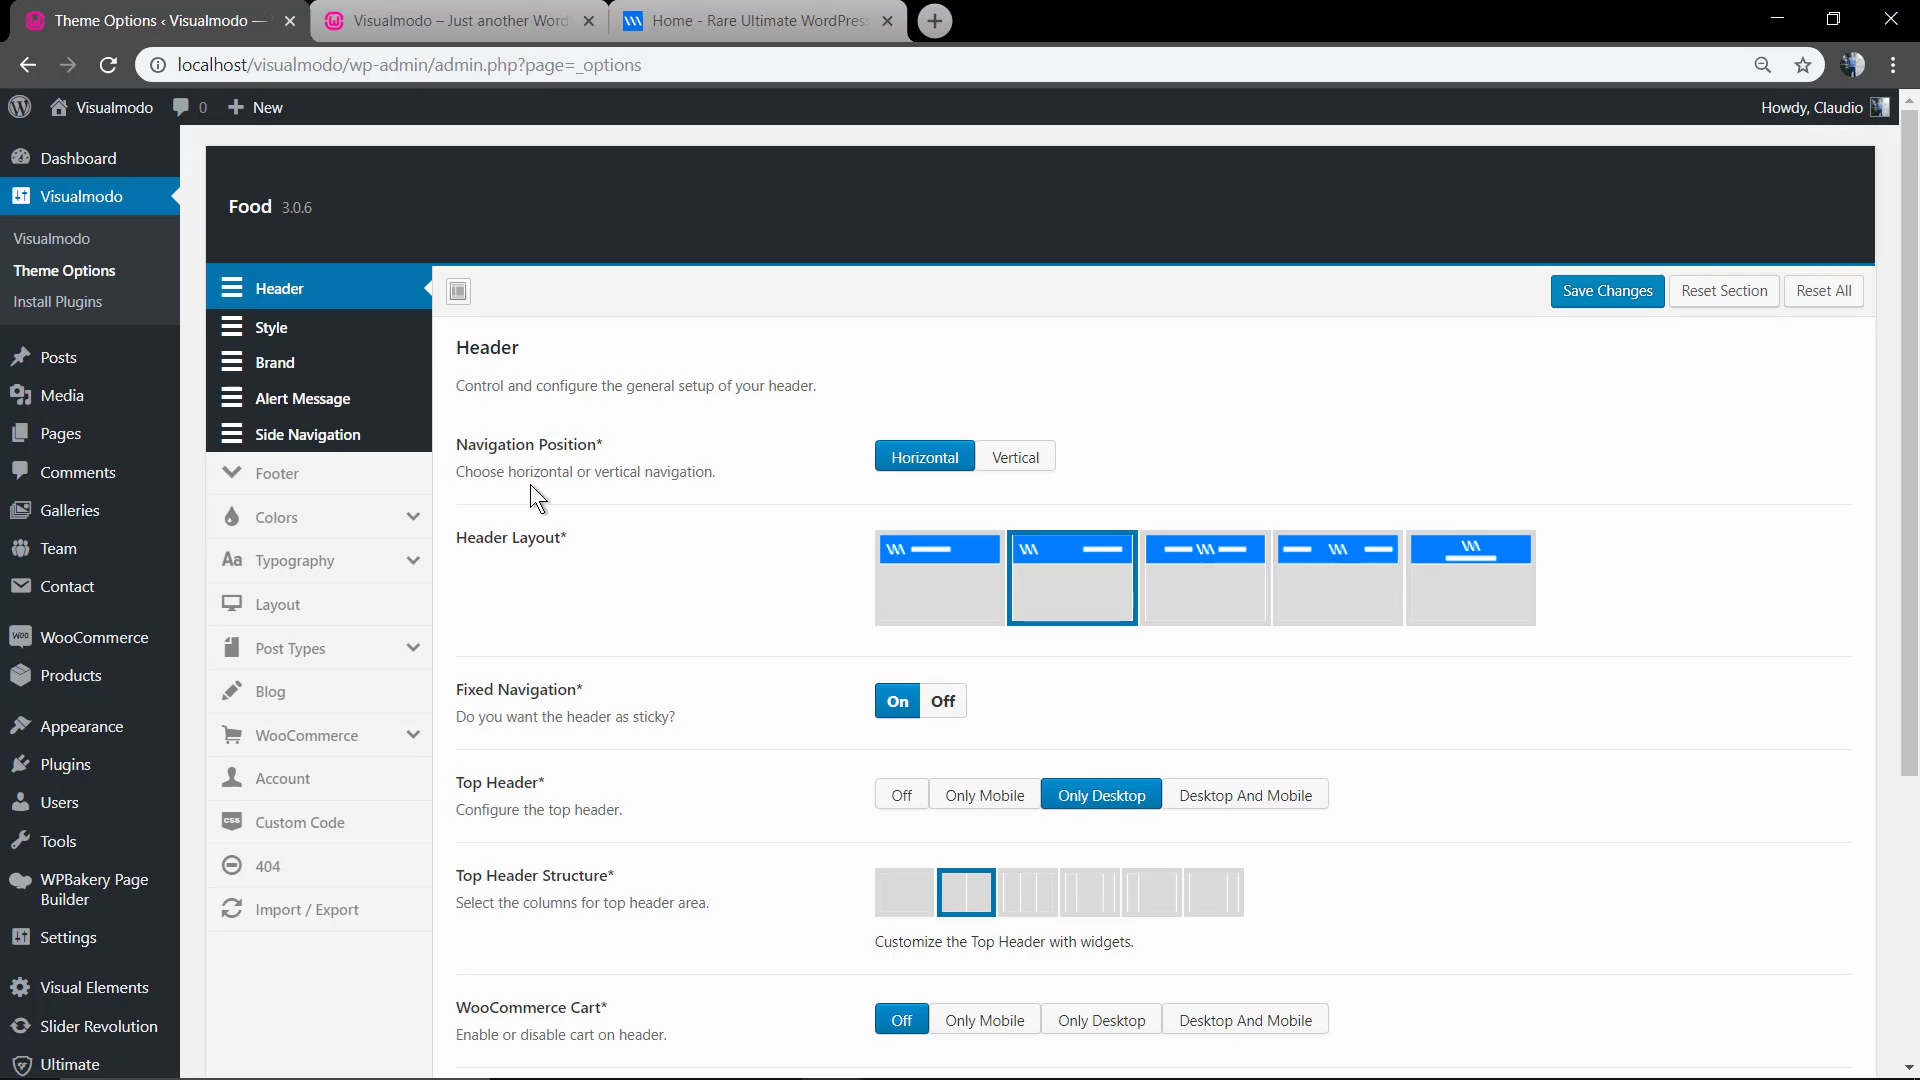 Theme Options ‹ Visualmodo —
Visualmodo – Just another Word
Home - Rare Ultimate WordPress
localhost/visualmodo/wp-admin/admin.php?page=_options
Visualmodo
0
New
Howdy, Claudio
Dashboard
Visualmodo
Visualmodo
Theme Options
Install Plugins
Posts
Media
Pages
Comments
Galleries
Team
Contact
WooCommerce
Products
Appearance
Plugins
Users
Tools
WPBakery Page
Builder
Settings
Visual Elements
Slider Revolution
Ultimate
Food 3.0.6
Header
Style
Brand
Alert Message
Side Navigation
Footer
Colors
Aa Typography
Layout
Post Types
Blog
WooCommerce
Account
CSS Custom Code
404
Import / Export
Save Changes
Reset Section
Reset All
Header
Control and configure the general setup of your header.
Navigation Position*
Choose horizontal or vertical navigation.
Horizontal
Vertical
Header Layout*
Fixed Navigation*
Do you want the header as sticky?
On
Off
Top Header*
Configure the top header.
Off
Only Mobile
Only Desktop
Desktop And Mobile
Top Header Structure*
Select the columns for top header area.
Customize the Top Header with widgets.
WooCommerce Cart*
Enable or disable cart on header.
Off
Only Mobile
Only Desktop
Desktop And Mobile